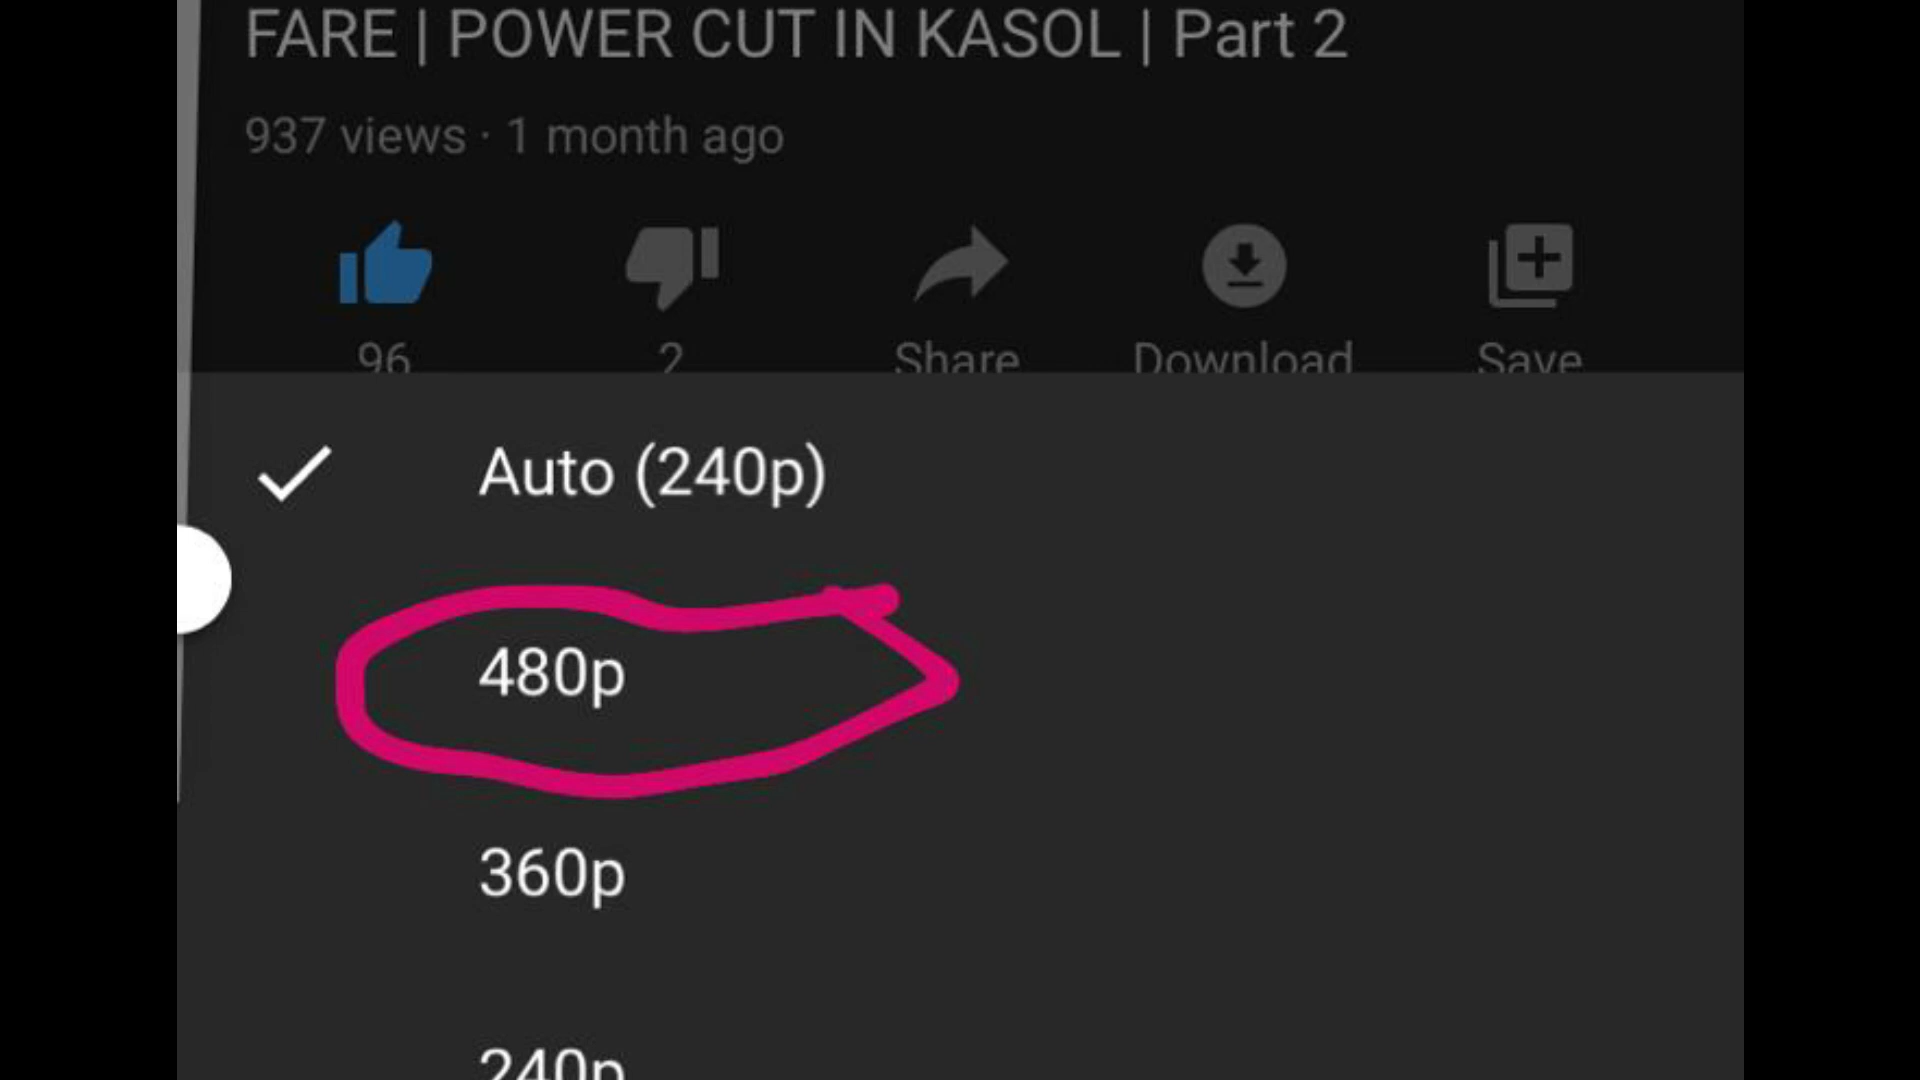 FARE | POWER CUT IN KASOL | Part 2
937 views · 1 month ago
96 2 Share Download Save
Auto (240p)
480p
360p
240p